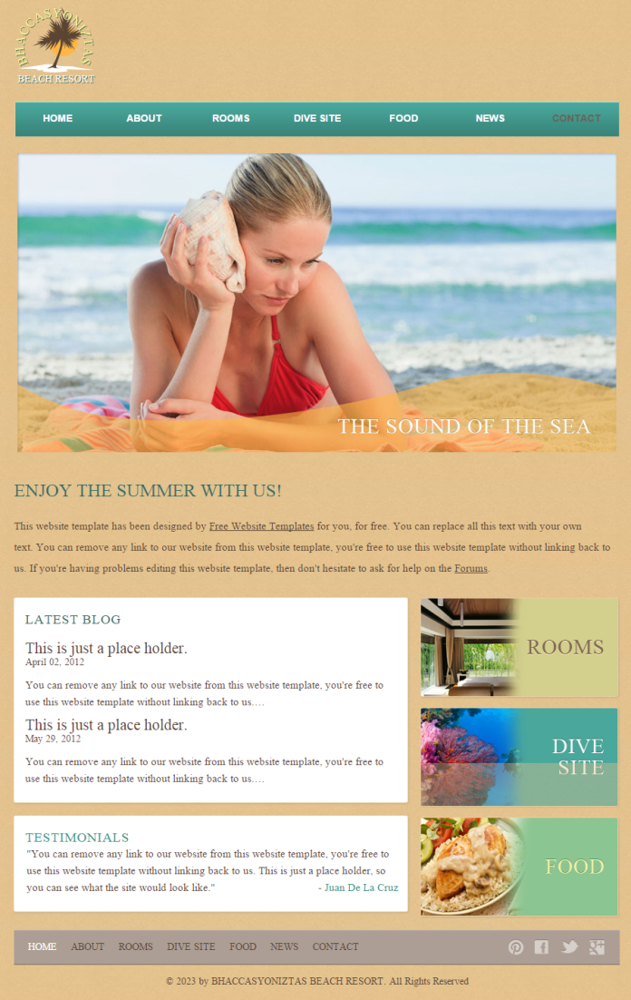 BHACCASYONIZTAS
BEACH RESORT
HOME ABOUT ROOMS DIVE SITE FOOD NEWS CONTACT
THE SOUND OF THE SEA
ENJOY THE SUMMER WITH US!
This website template has been designed by Free Website Templates for you, for free. You can replace all this text with your own
text. You can remove any link to our website from this website template, you're free to use this website template without linking back to
us. If you're having problems editing this website template, then don't hesitate to ask for help on the Forums.
LATEST BLOG
This is just a place holder.
April 02, 2012
You can remove any link to our website from this website template, you're free to
use this website template without linking back to us.…
This is just a place holder.
May 29, 2012
You can remove any link to our website from this website template, you're free to
use this website template without linking back to us.…
ROOMS
DIVE
SITE
TESTIMONIALS
"You can remove any link to our website from this website template, you're free to
use this website template without linking back to us. This is just a place holder, so
you can see what the site would look like." - Juan De La Cruz
FOOD
HOME ABOUT ROOMS DIVE SITE FOOD NEWS CONTACT
© 2023 by BHACCASYONIZTAS BEACH RESORT. All Rights Reserved